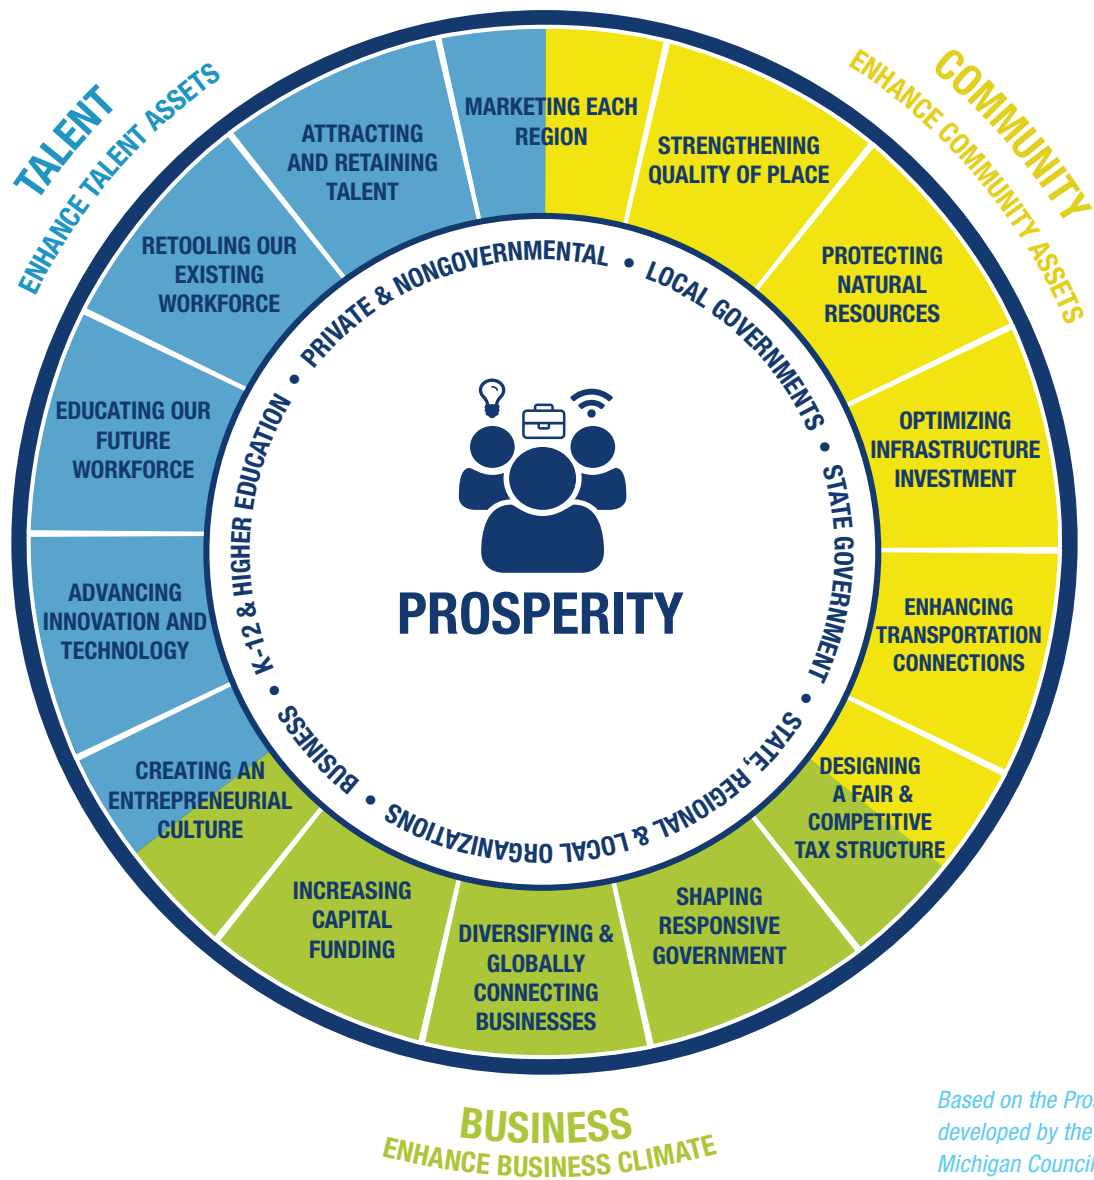 TALENT
ENHANCE TALENT ASSETS
COMMUNITY
ENHANCE COMMUNITY ASSETS
MARKETING EACH
REGION
STRENGTHENING
QUALITY OF PLACE
PROTECTING
NATURAL
RESOURCES
OPTIMIZING
INFRASTRUCTURE
INVESTMENT
ENHANCING
TRANSPORTATION
CONNECTIONS
DESIGNING
A FAIR &
COMPETITIVE
TAX STRUCTURE
SHAPING
RESPONSIVE
GOVERNMENT
DIVERSIFYING &
GLOBALLY
CONNECTING
BUSINESSES
INCREASING
CAPITAL
FUNDING
CREATING AN
ENTREPRENEURIAL
CULTURE
ADVANCING
INNOVATION AND
TECHNOLOGY
EDUCATING OUR
FUTURE
WORKFORCE
RETOOLING OUR
EXISTING
WORKFORCE
ATTRACTING
AND RETAINING
TALENT
PRIVATE & NONGOVERNMENTAL • LOCAL GOVERNMENTS • STATE GOVERNMENT • STATE, REGIONAL & LOCAL ORGANIZATIONS • BUSINESS • K-12 & HIGHER EDUCATION •
PROSPERITY
BUSINESS
ENHANCE BUSINESS CLIMATE
Based on the Pros
developed by the
Michigan Council